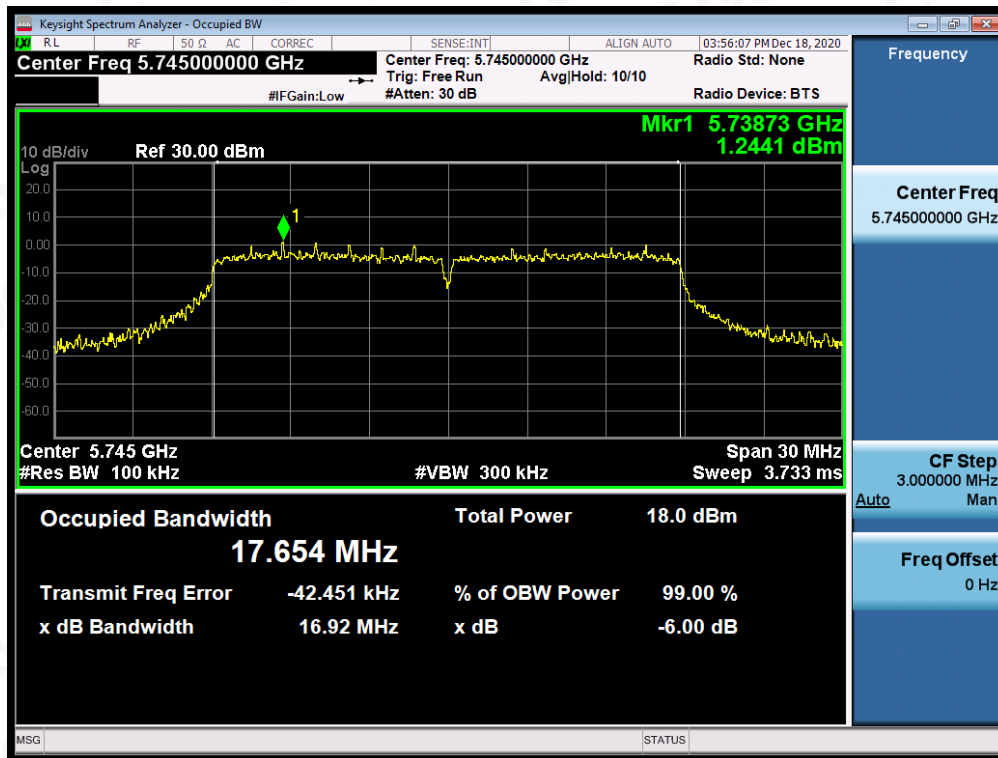 Keysight Spectrum Analyzer - Occupied BW
LXI RL RF 50 Ω AC CORREC SENSE:INT ALIGN AUTO 03:56:07 PM Dec 18, 2020
Center Freq 5.745000000 GHz
Center Freq: 5.745000000 GHz Radio Std: None
Trig: Free Run Avg|Hold: 10/10
#IFGain:Low #Atten: 30 dB Radio Device: BTS
Mkr1 5.73873 GHz
1.2441 dBm
10 dB/div Ref 30.00 dBm
Log
20.0
10.0
1
0.00
-10.0
-20.0
-30.0
-40.0
-50.0
-60.0
Center 5.745 GHz Span 30 MHz
#Res BW 100 kHz #VBW 300 kHz Sweep 3.733 ms
Occupied Bandwidth Total Power 18.0 dBm
17.654 MHz
Transmit Freq Error -42.451 kHz % of OBW Power 99.00 %
x dB Bandwidth 16.92 MHz x dB -6.00 dB
MSG STATUS
Frequency
Center Freq
5.745000000 GHz
CF Step
3.000000 MHz
Auto Man
Freq Offset
0 Hz